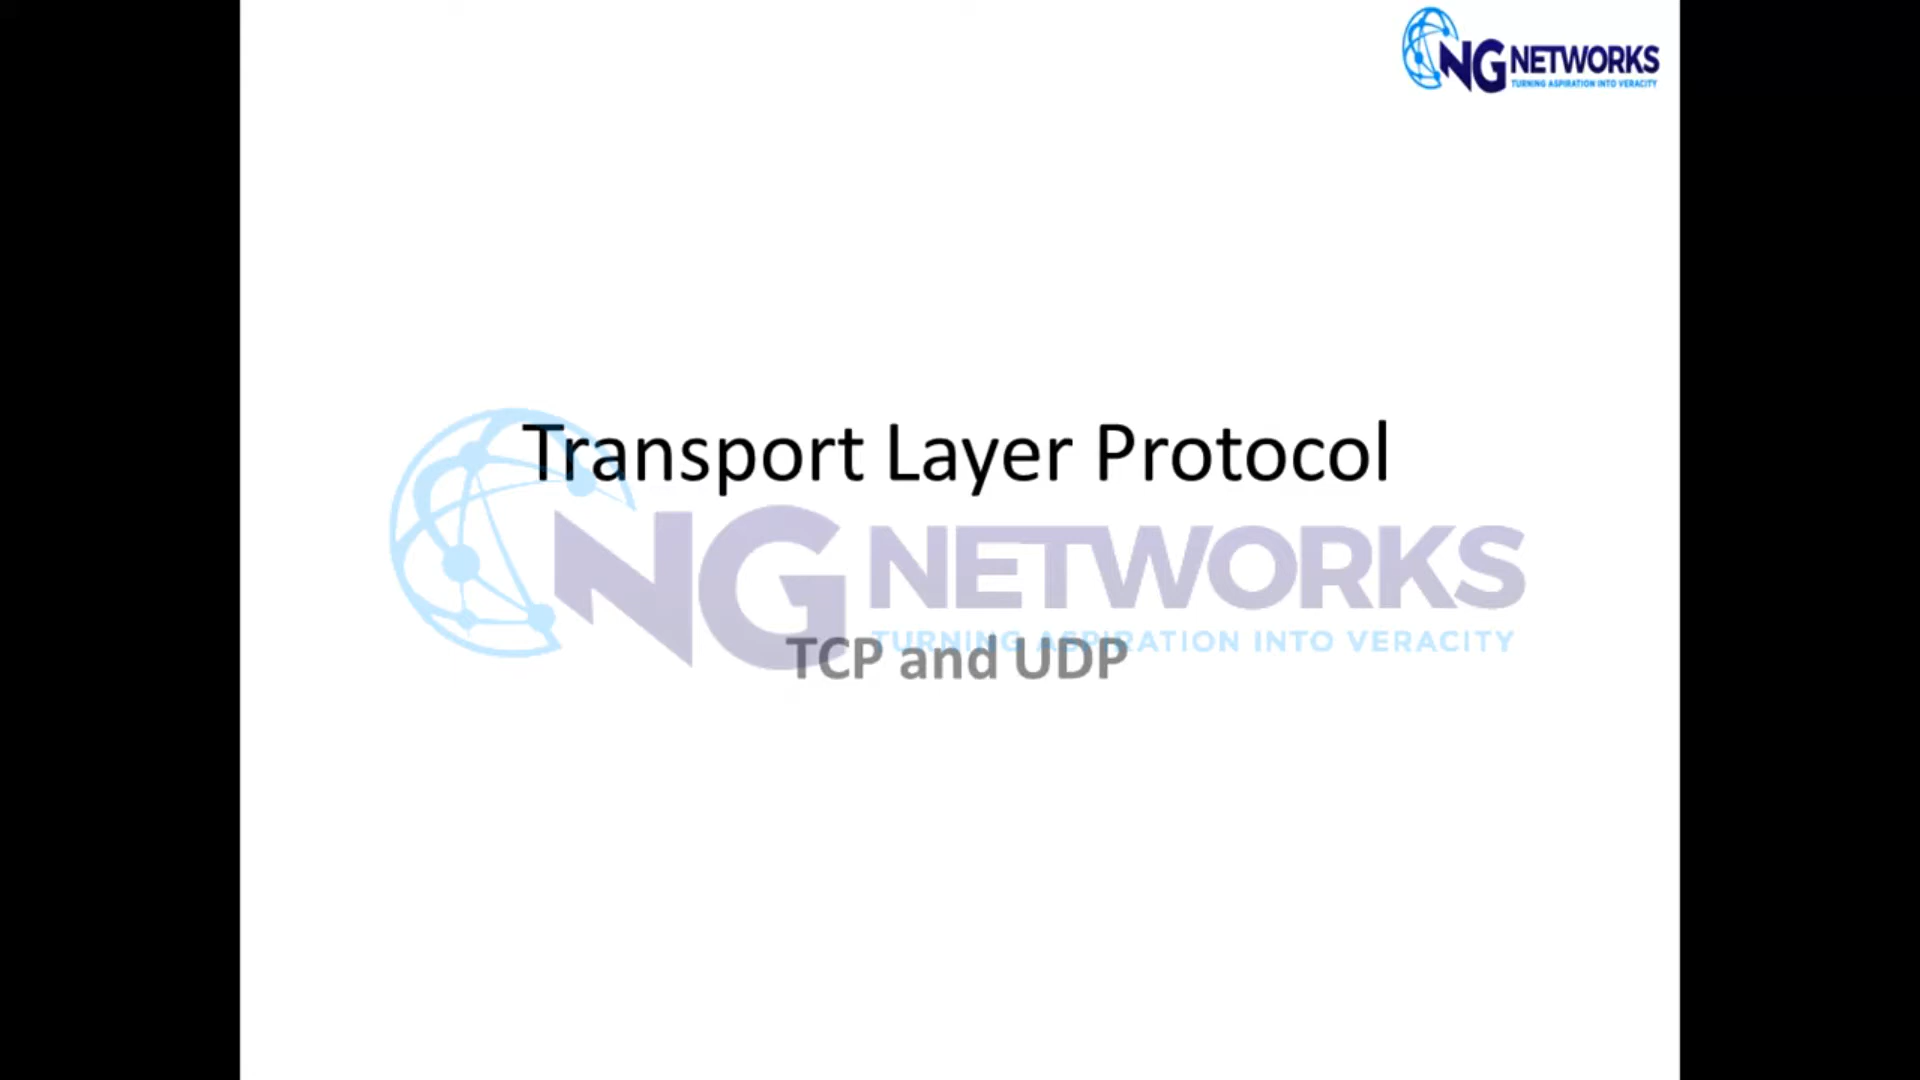 NG NETWORKS
TURNING ASPIRATION INTO VERACITY
Transport Layer Protocol
NG NETWORKS
TURNING ASPIRATION INTO VERACITY
TCP and UDP